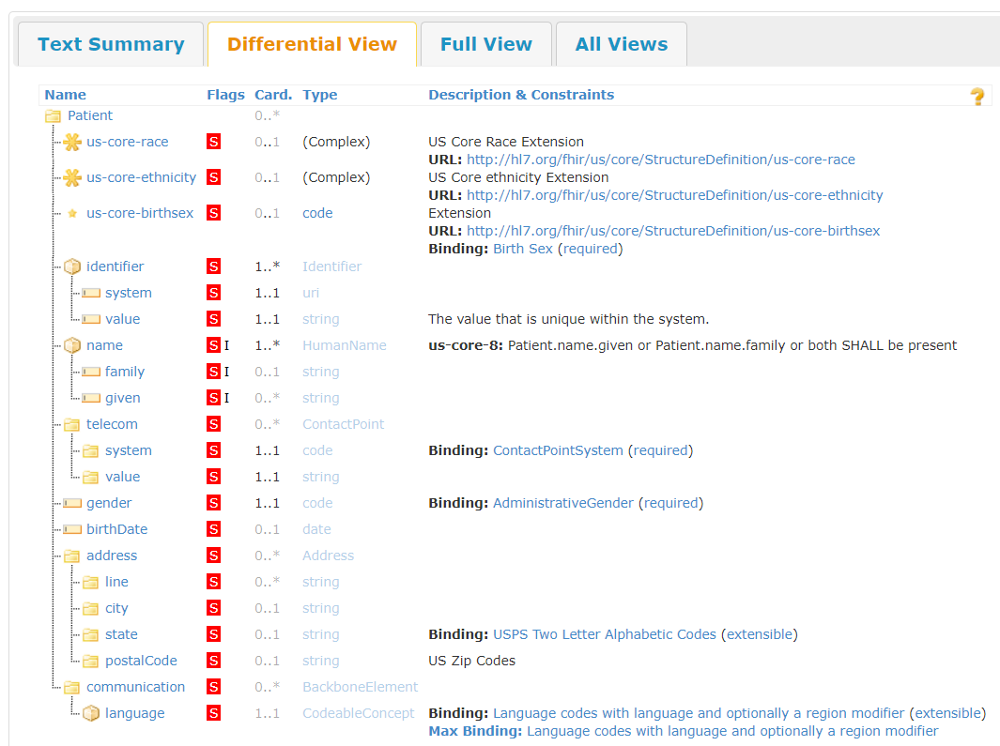 Text Summary Differential View Full View All Views
Name Flags Card. Type Description & Constraints ?
Patient 0..*
us-core-race S 0..1 (Complex) US Core Race Extension
URL: http://hl7.org/fhir/us/core/StructureDefinition/us-core-race
us-core-ethnicity S 0..1 (Complex) US Core ethnicity Extension
URL: http://hl7.org/fhir/us/core/StructureDefinition/us-core-ethnicity
us-core-birthsex S 0..1 code Extension
URL: http://hl7.org/fhir/us/core/StructureDefinition/us-core-birthsex
Binding: Birth Sex (required)
identifier S 1..* Identifier
system S 1..1 uri
value S 1..1 string The value that is unique within the system.
name S I 1..* HumanName us-core-8: Patient.name.given or Patient.name.family or both SHALL be present
family S I 0..1 string
given S I 0..* string
telecom S 0..* ContactPoint
system S 1..1 code Binding: ContactPointSystem (required)
value S 1..1 string
gender S 1..1 code Binding: AdministrativeGender (required)
birthDate S 0..1 date
address S 0..* Address
line S 0..* string
city S 0..1 string
state S 0..1 string Binding: USPS Two Letter Alphabetic Codes (extensible)
postalCode S 0..1 string US Zip Codes
communication S 0..* BackboneElement
language S 1..1 CodeableConcept Binding: Language codes with language and optionally a region modifier (extensible)
Max Binding: Language codes with language and optionally a region modifier